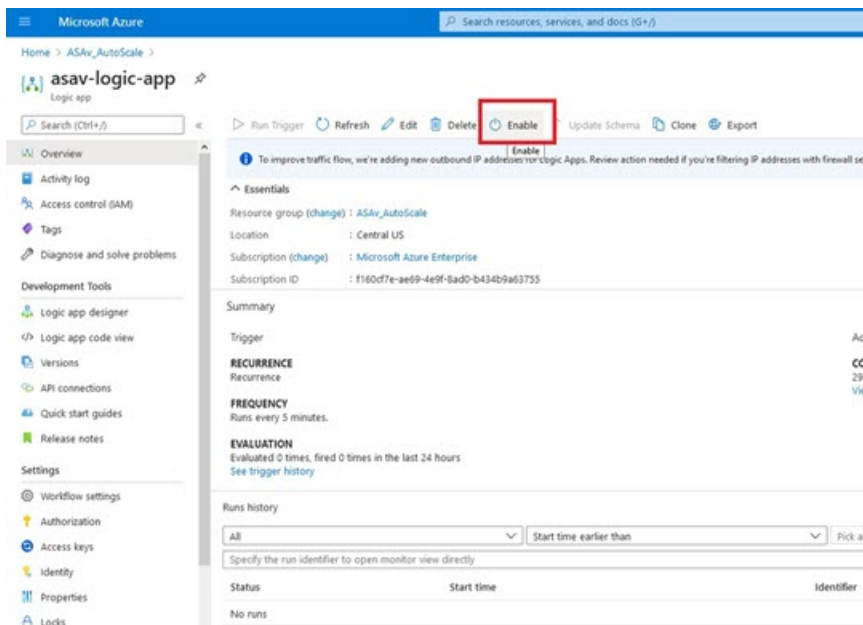 Microsoft Azure
Search resources, services, and docs (G+/)
Home > ASAv_AutoScale >
asav-logic-app
Logic app
Search (Ctrl+/)
«
Run Trigger Refresh Edit Delete Enable Update Schema Clone Export
Enable
To improve traffic flow, we're adding new outbound IP addresses for Logic Apps. Review action needed if you're filtering IP addresses with firewall se
Overview
Activity log
Access control (IAM)
Tags
Diagnose and solve problems
Development Tools
Logic app designer
Logic app code view
Versions
API connections
Quick start guides
Release notes
Settings
Workflow settings
Authorization
Access keys
Identity
Properties
Locks
Essentials
Resource group (change) : ASAv_AutoScale
Location : Central US
Subscription (change) : Microsoft Azure Enterprise
Subscription ID : f160cf7e-ae69-4e9f-8ad0-b434b9a63755
Summary
Trigger
RECURRENCE
Recurrence
FREQUENCY
Runs every 5 minutes.
EVALUATION
Evaluated 0 times, fired 0 times in the last 24 hours
See trigger history
Ac
CO
29
Vie
Runs history
All
Start time earlier than
Pick a
Specify the run identifier to open monitor view directly
Status Start time Identifier
No runs